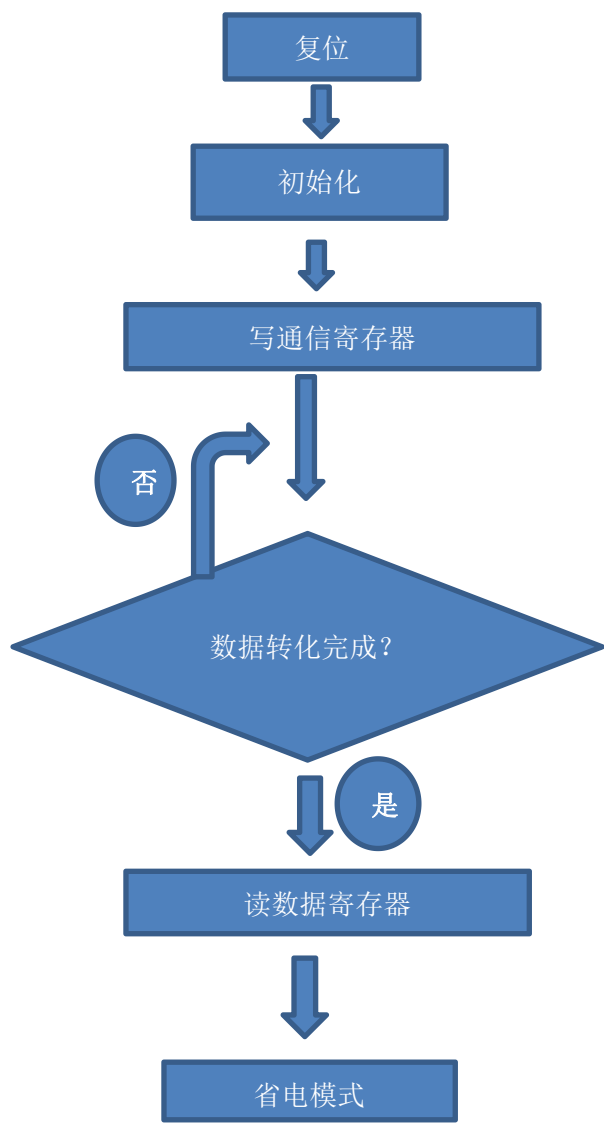 复位
初始化
写通信寄存器
否
数据转化完成？
是
读数据寄存器
省电模式